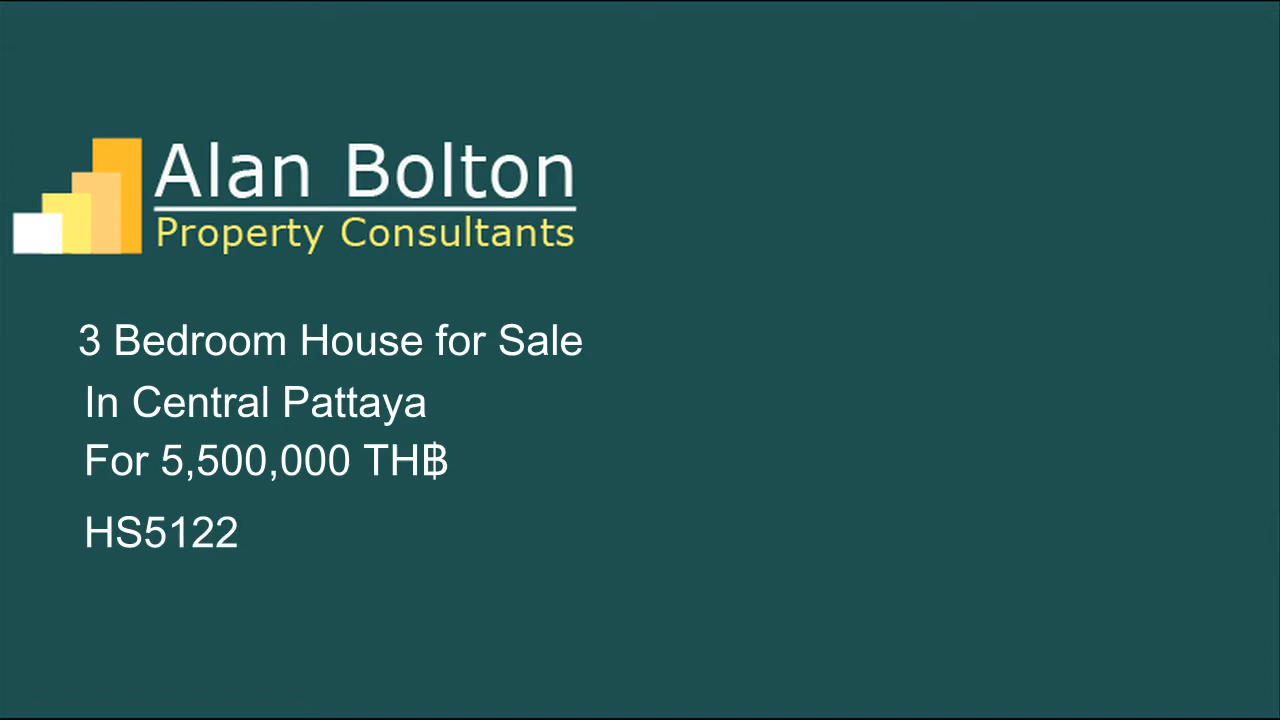 Alan Bolton
Property Consultants
3 Bedroom House for Sale
In Central Pattaya
For 5,500,000 TH฿
HS5122